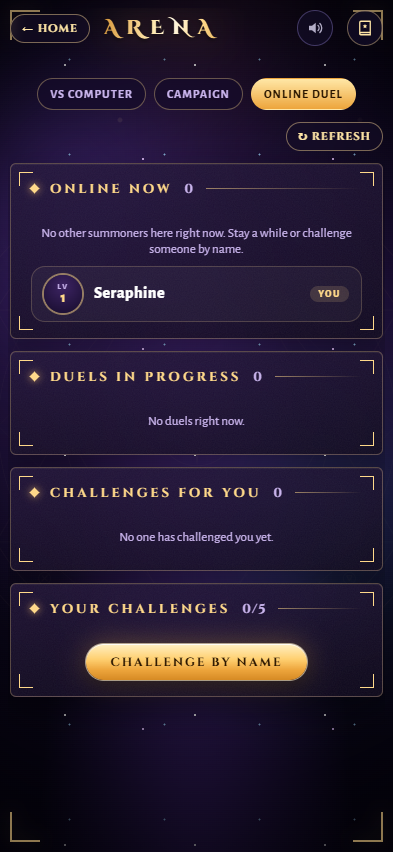 ← HOME
ARENA
VS COMPUTER
CAMPAIGN
ONLINE DUEL
↻ REFRESH
ONLINE NOW 0
No other summoners here right now. Stay a while or challenge
someone by name.
LV
1
Seraphine
YOU
DUELS IN PROGRESS 0
No duels right now.
CHALLENGES FOR YOU 0
No one has challenged you yet.
YOUR CHALLENGES 0/5
CHALLENGE BY NAME